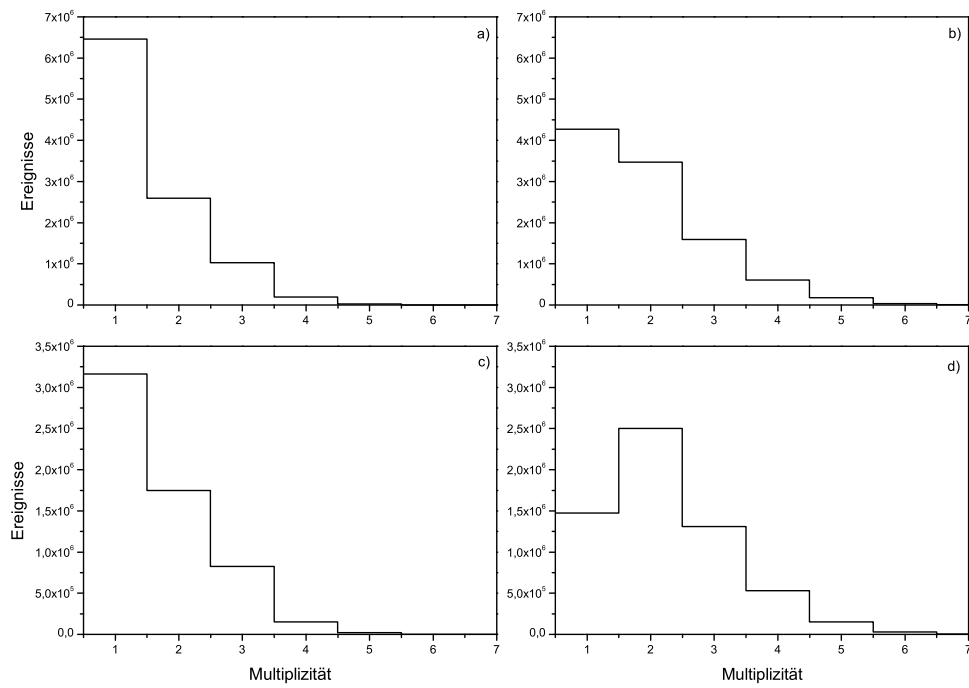 a)
7x10⁶
6x10⁶
5x10⁶
4x10⁶
3x10⁶
2x10⁶
1x10⁶
0
Ereignisse
1 2 3 4 5 6 7
b)
7x10⁶
6x10⁶
5x10⁶
4x10⁶
3x10⁶
2x10⁶
1x10⁶
0
1 2 3 4 5 6 7
c)
3,5x10⁶
3,0x10⁶
2,5x10⁶
2,0x10⁶
1,5x10⁶
1,0x10⁶
5,0x10⁵
0,0
Ereignisse
1 2 3 4 5 6 7
Multiplizität
d)
3,5x10⁶
3,0x10⁶
2,5x10⁶
2,0x10⁶
1,5x10⁶
1,0x10⁶
5,0x10⁵
0,0
1 2 3 4 5 6 7
Multiplizität